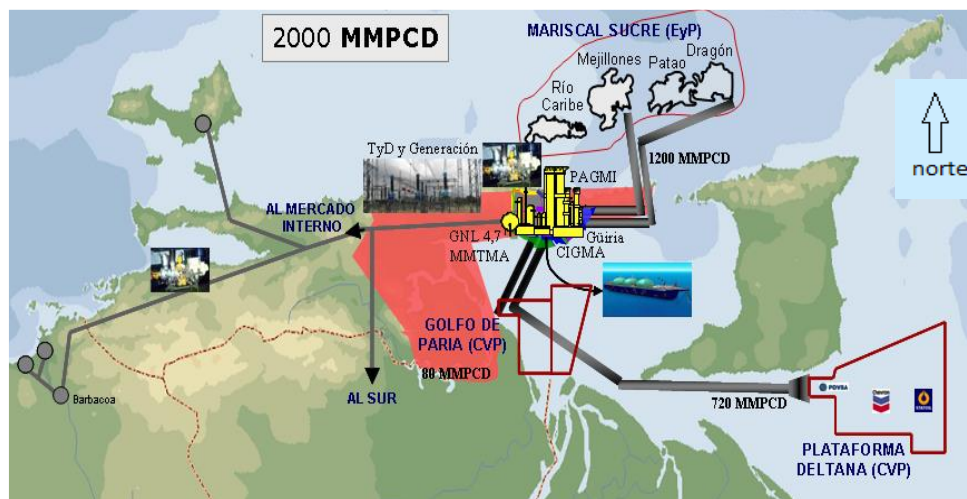 2000 MMPCD
MARISCAL SUCRE (EyP)
Mejillones
Dragón
Patao
Río
Caribe
norte
1200 MMPCD
TyD y Generación
PAGMI
AL MERCADO
INTERNO
GNL 4,7
MMTMA
Güiria
CIGMA
GOLFO DE
PARIA (CVP)
80 MMPCD
AL SUR
Barbacoa
720 MMPCD
PDVSA
Chevron
PLATAFORMA
DELTANA (CVP)